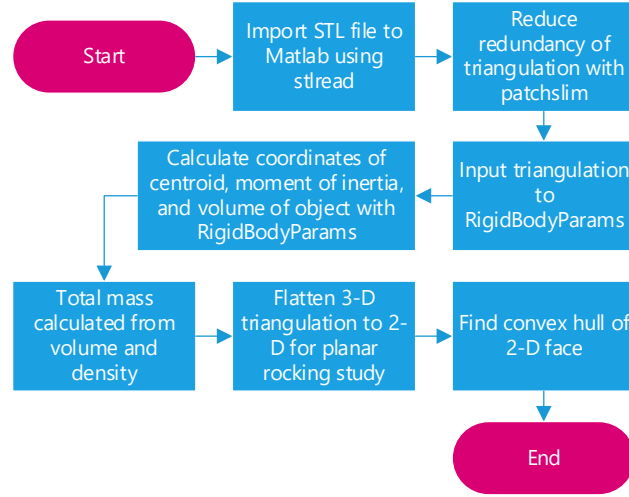 Start
Import STL file to
Matlab using
stlread
Reduce
redundancy of
triangulation with
patchslim
Input triangulation
to
RigidBodyParams
Calculate coordinates of
centroid, moment of inertia,
and volume of object with
RigidBodyParams
Total mass
calculated from
volume and
density
Flatten 3-D
triangulation to 2-
D for planar
rocking study
Find convex hull of
2-D face
End